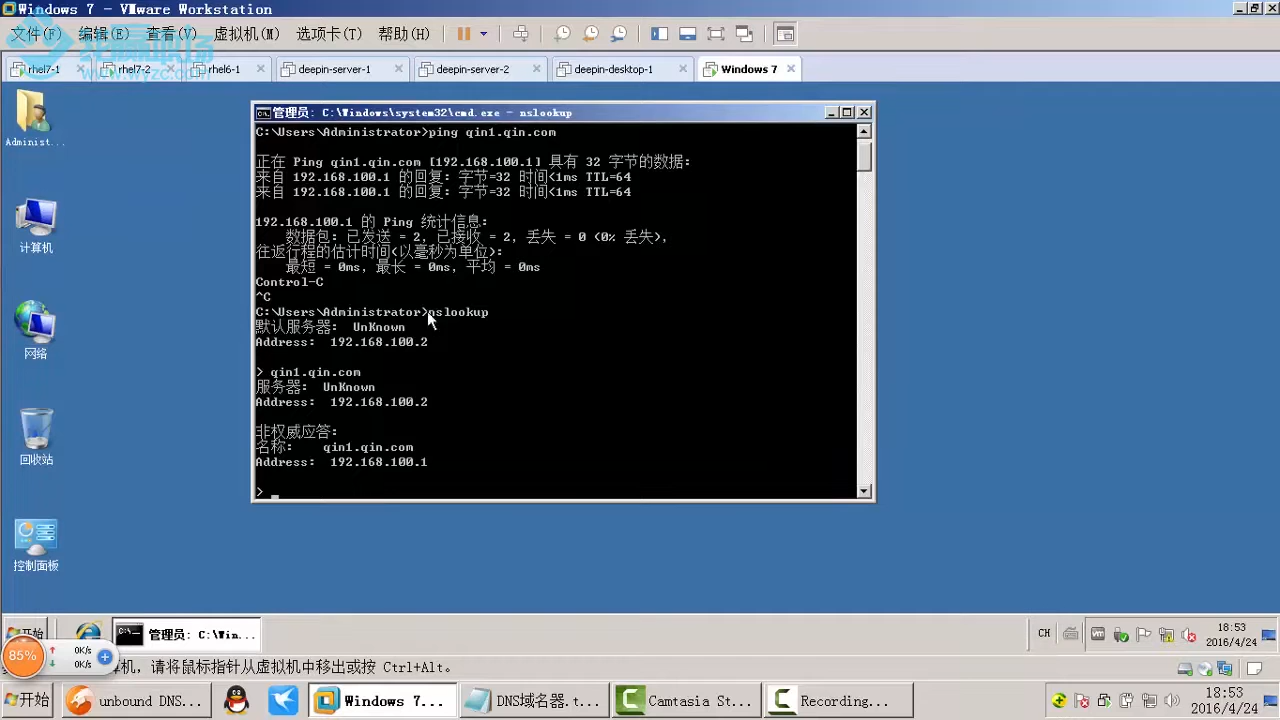 Windows 7 - VMware Workstation
文件(F) 编辑(E) 查看(V) 虚拟机(M) 选项卡(T) 帮助(H)
www.wyzc.com
rhel7-1 rhel7-2 rhel6-1 deepin-server-1 deepin-server-2 deepin-desktop-1 Windows 7
Administ...
计算机
网络
回收站
控制面板
管理员: C:\Windows\system32\cmd.exe - nslookup
C:\Users\Administrator>ping qin1.qin.com
正在 Ping qin1.qin.com [192.168.100.1] 具有 32 字节的数据:
来自 192.168.100.1 的回复: 字节=32 时间<1ms TTL=64
来自 192.168.100.1 的回复: 字节=32 时间<1ms TTL=64
192.168.100.1 的 Ping 统计信息:
数据包: 已发送 = 2, 已接收 = 2, 丢失 = 0 (0% 丢失),
往返行程的估计时间(以毫秒为单位):
最短 = 0ms, 最长 = 0ms, 平均 = 0ms
Control-C
^C
C:\Users\Administrator>nslookup
默认服务器: UnKnown
Address: 192.168.100.2
> qin1.qin.com
服务器: UnKnown
Address: 192.168.100.2
非权威应答:
名称: qin1.qin.com
Address: 192.168.100.1
>
开始 管理员: C:\Win... CH 18:53
2016/4/24
85% 0K/s
0K/s
机, 请将鼠标指针从虚拟机中移出或按 Ctrl+Alt。
开始 unbound DNS... Windows 7... DNS域名器.t... Camtasia St... Recording... 18:53
2016/4/24